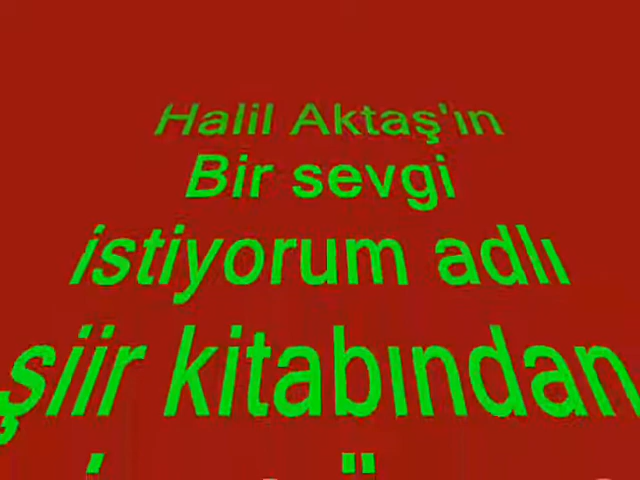 Halil Aktaş'ın
Bir sevgi
istiyorum adlı
şiir kitabından